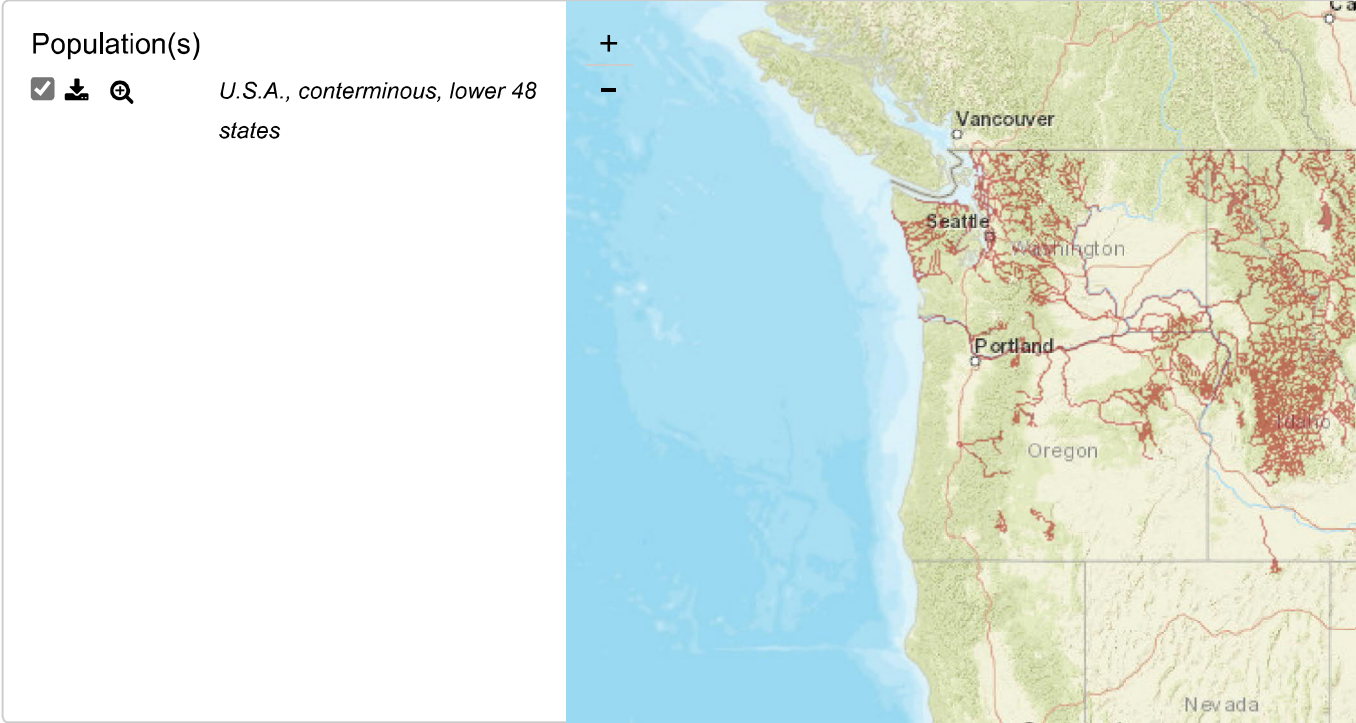 Population(s)
U.S.A., conterminous, lower 48
states
+
−
Vancouver
Seattle
Washington
Portland
Idaho
Oregon
Nevada